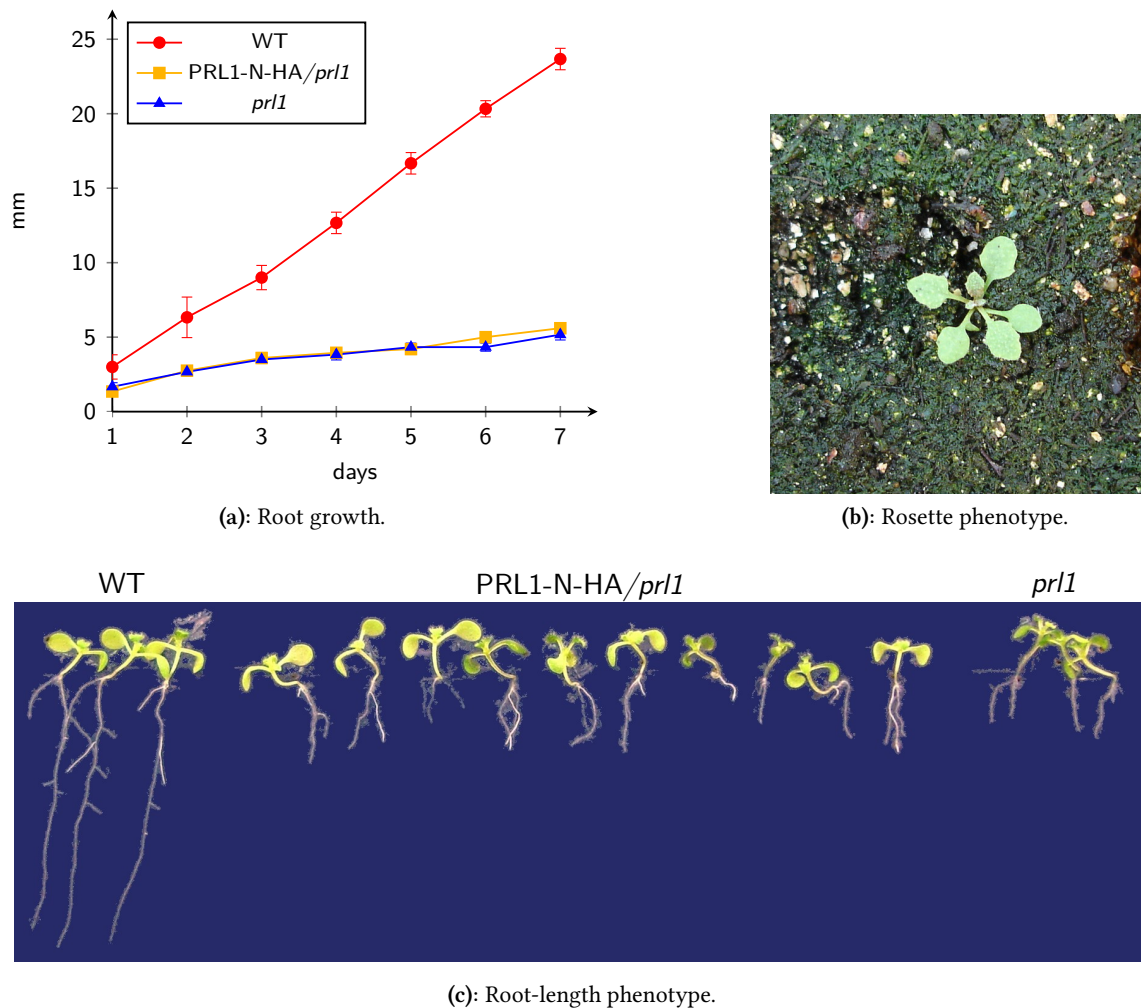 25
20
15
10
5
0
mm
WT
PRL1-N-HA/prl1
prl1
1 2 3 4 5 6 7
days
(a): Root growth.
(b): Rosette phenotype.
WT PRL1-N-HA/prl1 prl1
(c): Root-length phenotype.